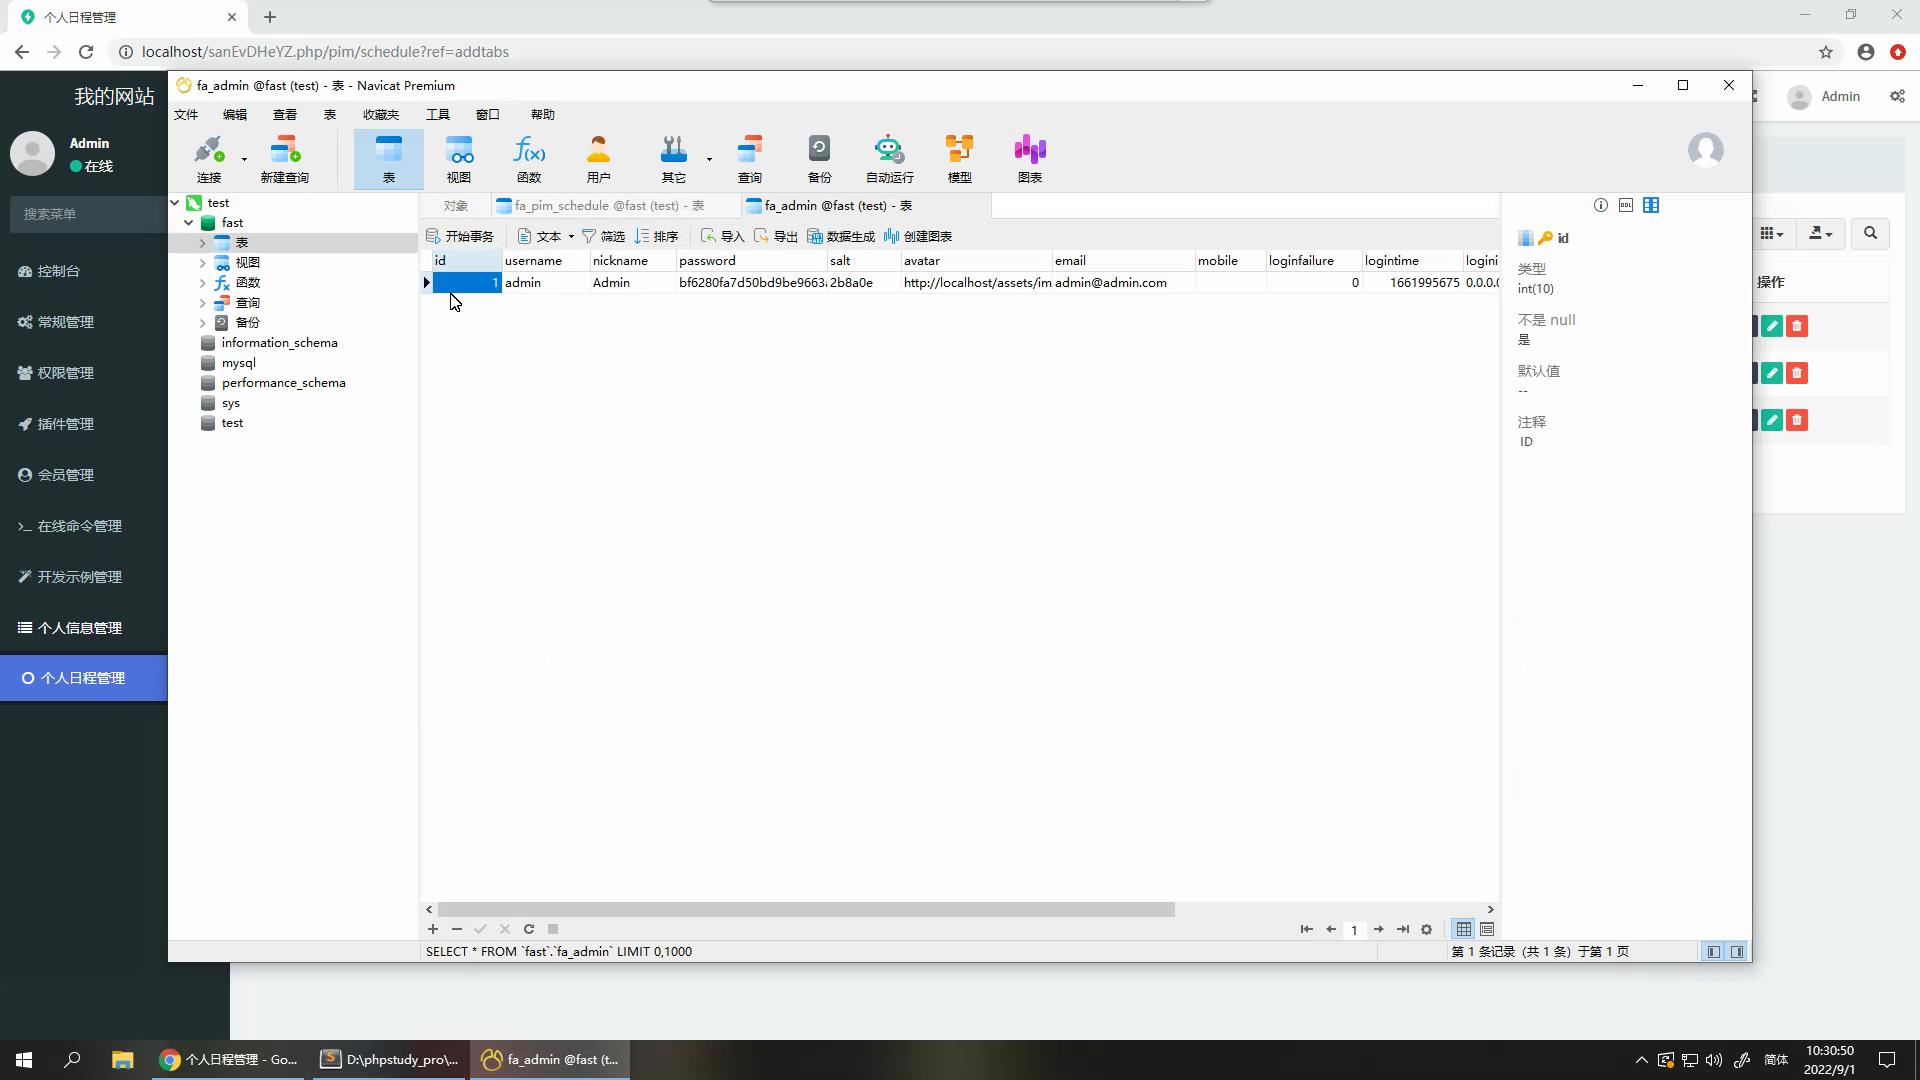 个人日程管理
localhost/sanEvDHeYZ.php/pim/schedule?ref=addtabs
我的网站
Admin
在线
搜索菜单
控制台
常规管理
权限管理
插件管理
会员管理
在线命令管理
开发示例管理
个人信息管理
个人日程管理
Admin
操作
fa_admin @fast (test) - 表 - Navicat Premium
文件 编辑 查看 表 收藏夹 工具 窗口 帮助
连接 新建查询 表 视图 函数 用户 其它 查询 备份 自动运行 模型 图表
test
fast
表
视图
函数
查询
备份
information_schema
mysql
performance_schema
sys
test
对象 fa_pim_schedule @fast (test) - 表 fa_admin @fast (test) - 表
开始事务 文本 筛选 排序 导入 导出 数据生成 创建图表
id username nickname password salt avatar email mobile loginfailure logintime logini
1 admin Admin bf6280fa7d50bd9be9663 2b8a0e http://localhost/assets/im admin@admin.com 0 1661995675 0.0.0.0
id
类型
int(10)
不是 null
是
默认值
--
注释
ID
1
SELECT * FROM `fast`.`fa_admin` LIMIT 0,1000
第 1 条记录 (共 1 条) 于第 1 页
个人日程管理 - Go...
D:\phpstudy_pro\...
fa_admin @fast (t...
简体
10:30:50
2022/9/1